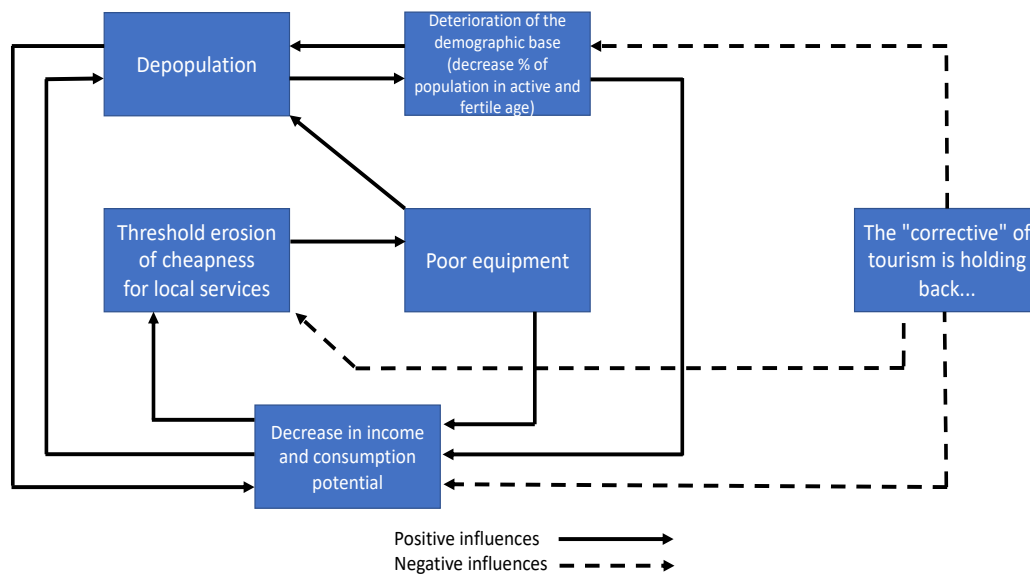 Depopulation
Deterioration of the
demographic base
(decrease % of
population in active and
fertile age)
Threshold erosion
of cheapness
for local services
Poor equipment
The "corrective" of
tourism is holding
back...
Decrease in income
and consumption
potential
Positive influences
Negative influences